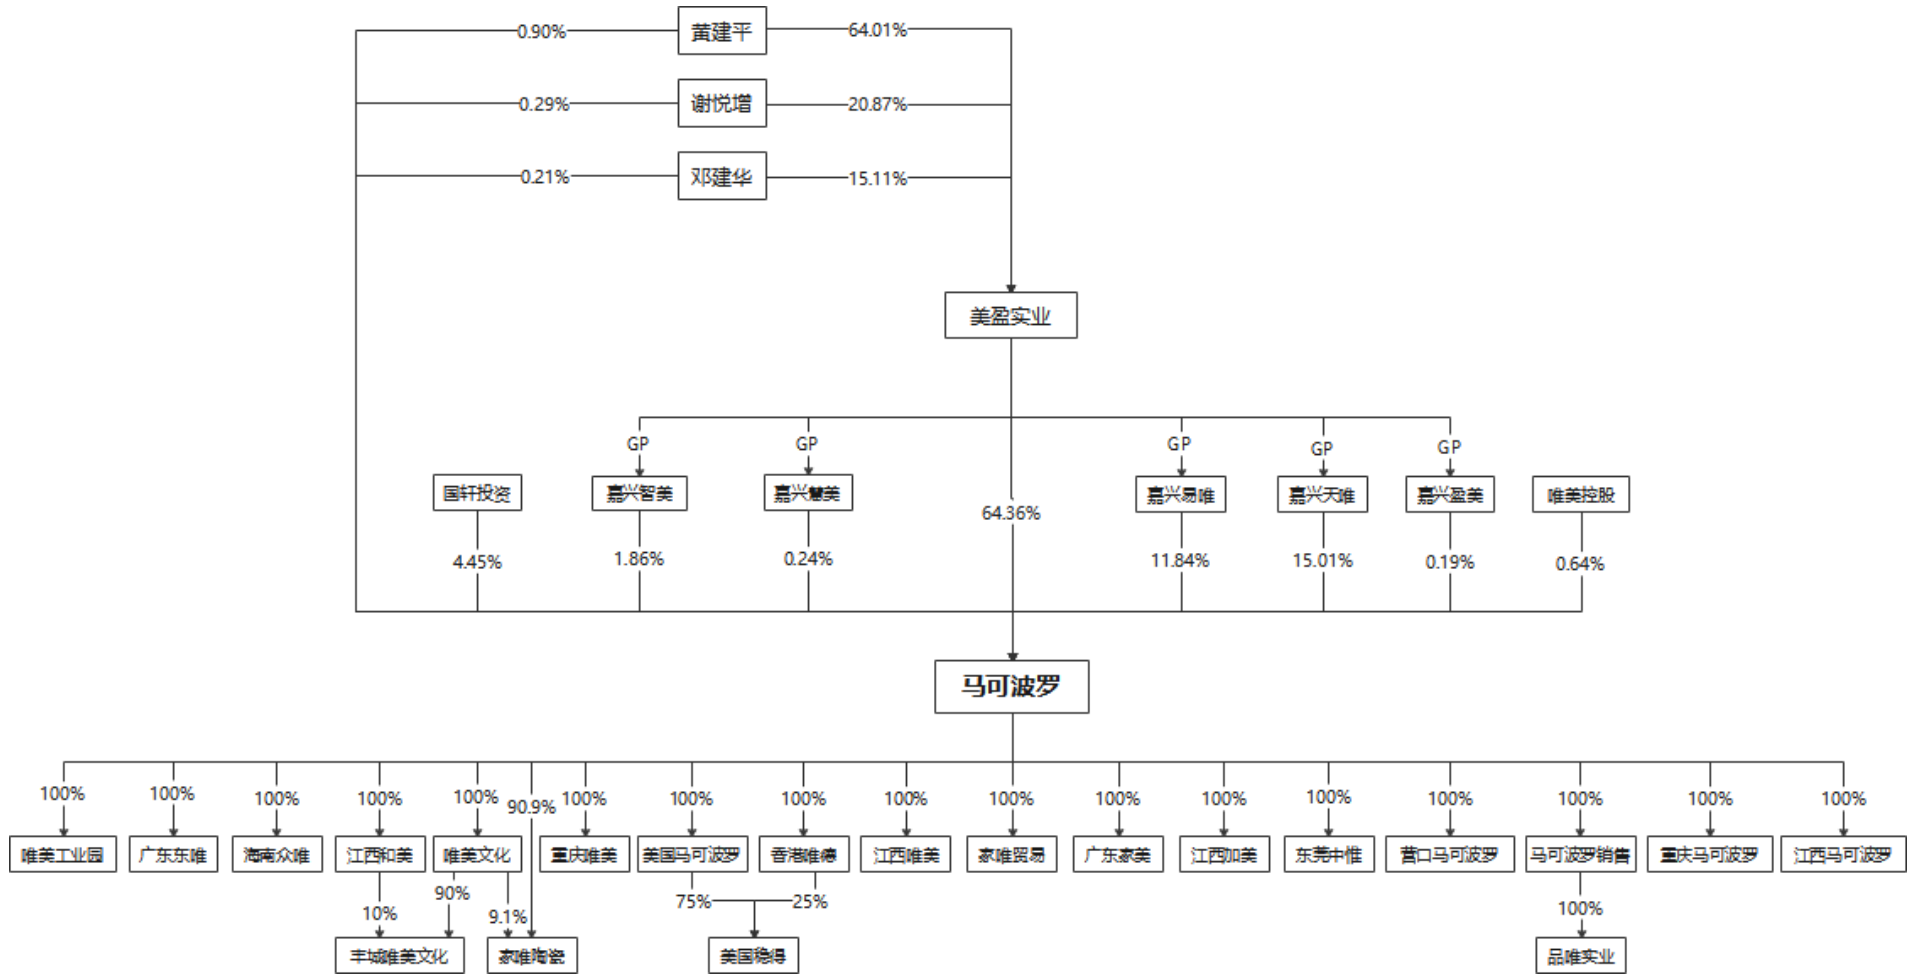 0.90%
黄建平
64.01%
0.29%
谢悦增
20.87%
0.21%
邓建华
15.11%
美盈实业
GP
GP
GP
GP
GP
国轩投资
嘉兴智美
嘉兴慧美
64.36%
嘉兴易唯
嘉兴天唯
嘉兴盈美
唯美控股
4.45%
1.86%
0.24%
11.84%
15.01%
0.19%
0.64%
马可波罗
100%
100%
100%
100%
100%
90.9%
100%
100%
100%
100%
100%
100%
100%
100%
100%
100%
100%
100%
唯美工业园
广东东唯
海南众唯
江西和美
唯美文化
重庆唯美
美国马可波罗
香港唯德
江西唯美
家唯贸易
广东家美
江西加美
东莞中惟
营口马可波罗
马可波罗销售
重庆马可波罗
江西马可波罗
10%
90%
9.1%
75%
25%
100%
丰城唯美文化
家唯陶瓷
美国稳得
品唯实业